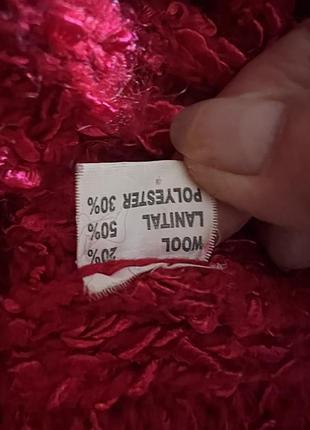 WOOL 20%
LANITAL 50%
POLYESTER 30%